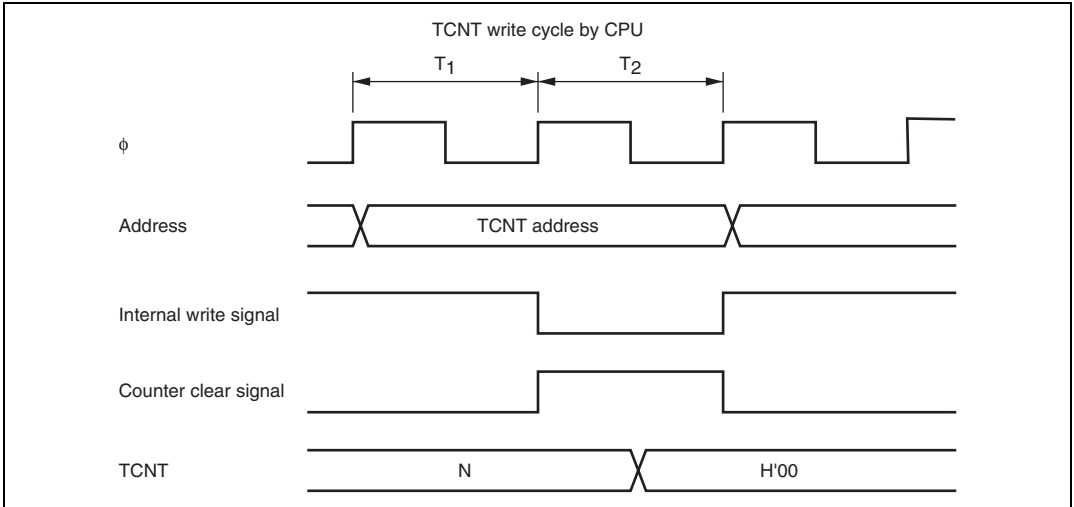 TCNT write cycle by CPU
T1 T2
ϕ
Address TCNT address
Internal write signal
Counter clear signal
TCNT N H'00